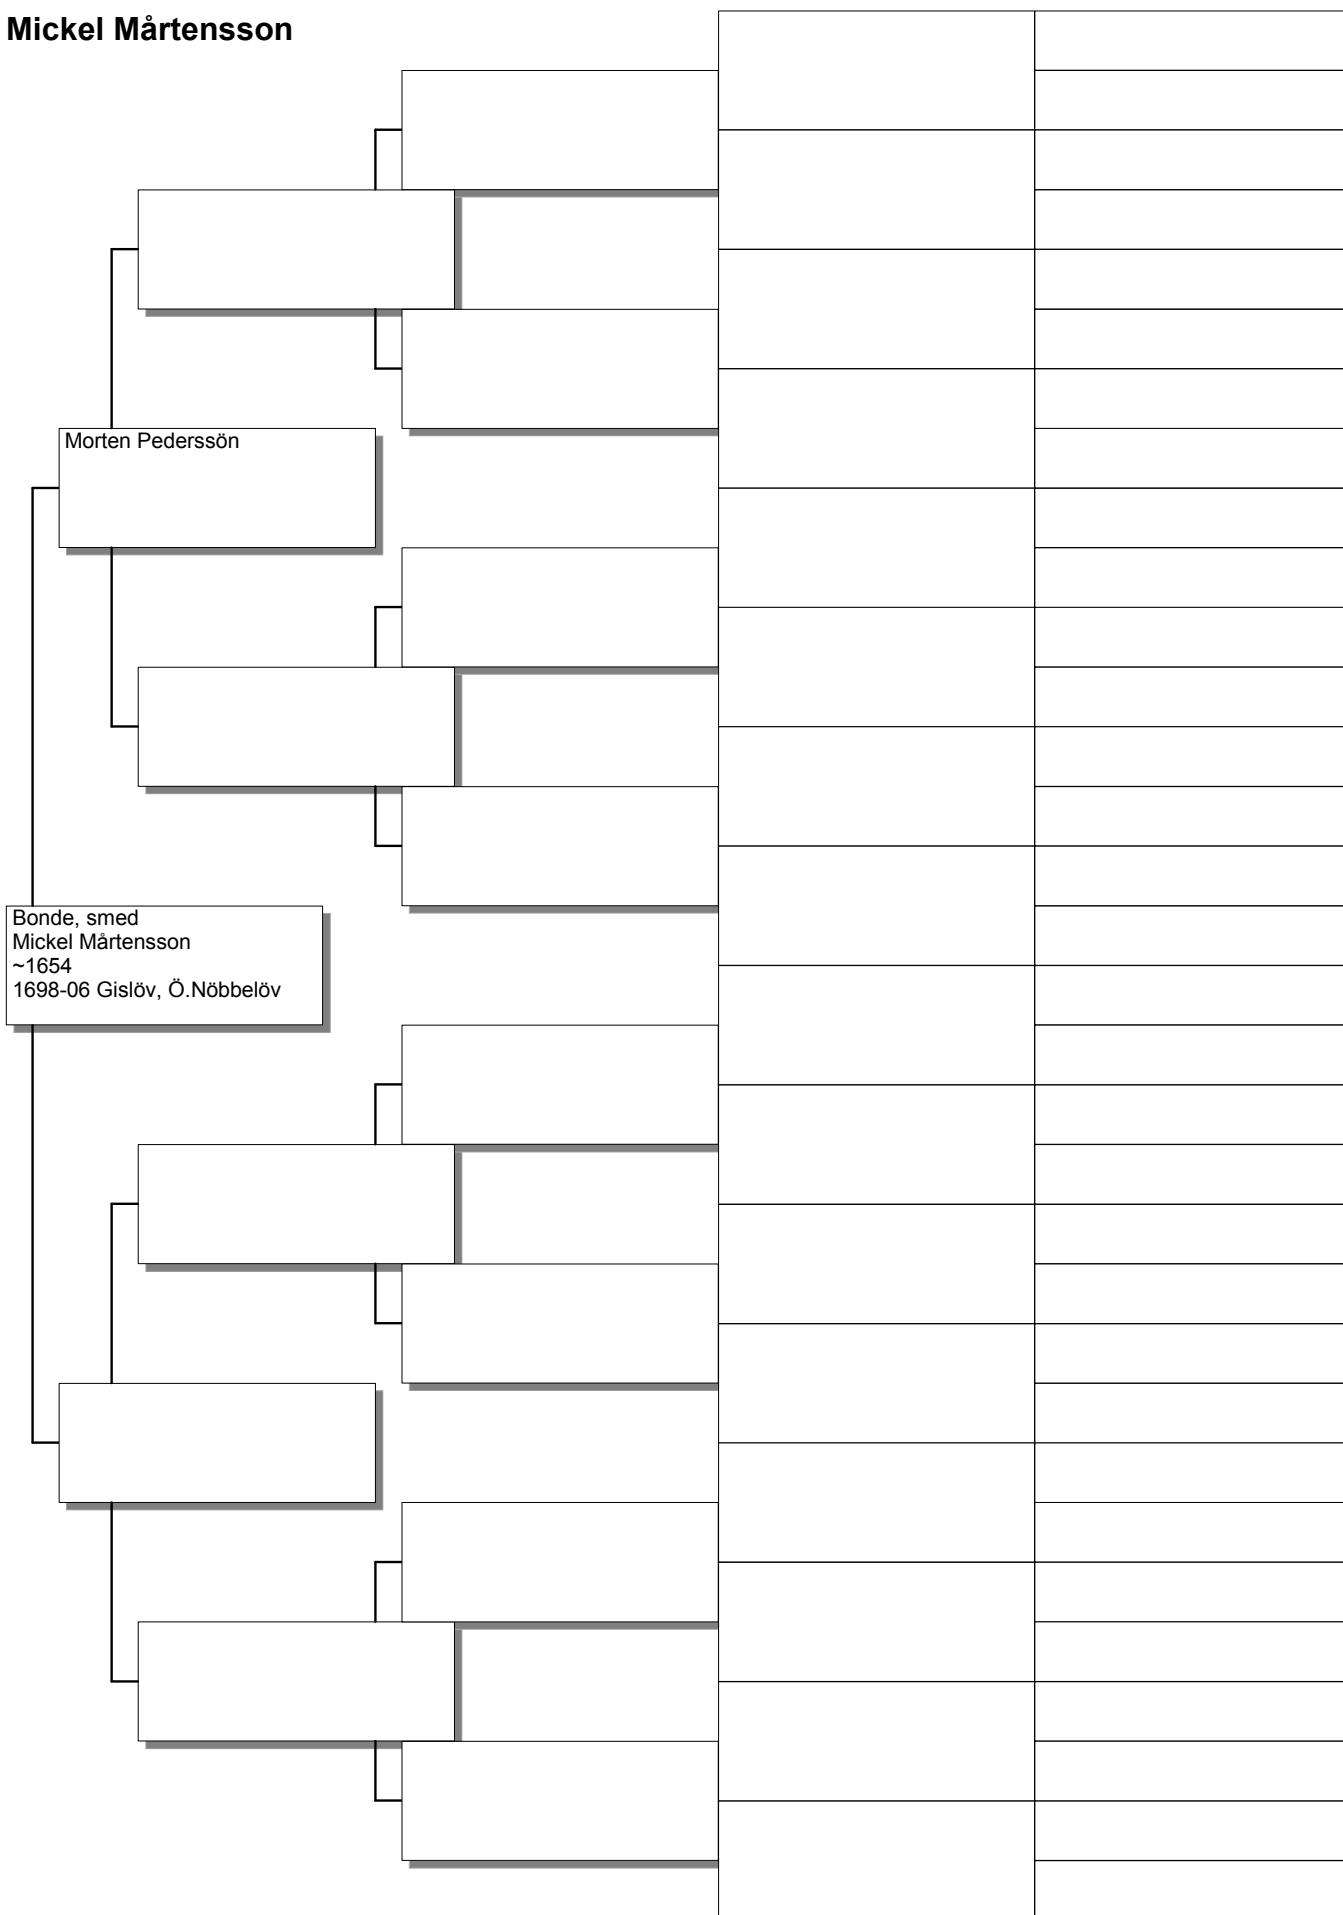 Mickel Mårtensson
Morten Pederssön
Bonde, smed
Mickel Mårtensson
~1654
1698-06 Gislöv, Ö.Nöbbelöv